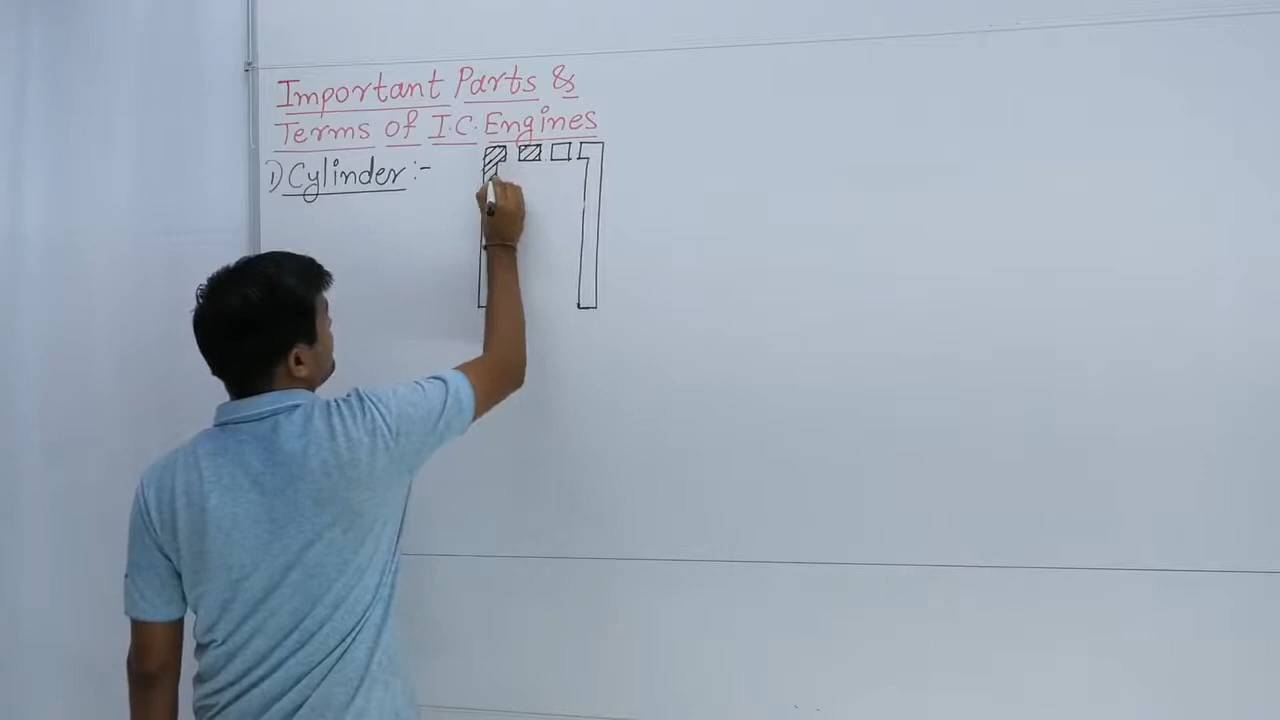 Important Parts &
Terms of I.C. Engines
1) Cylinder :-